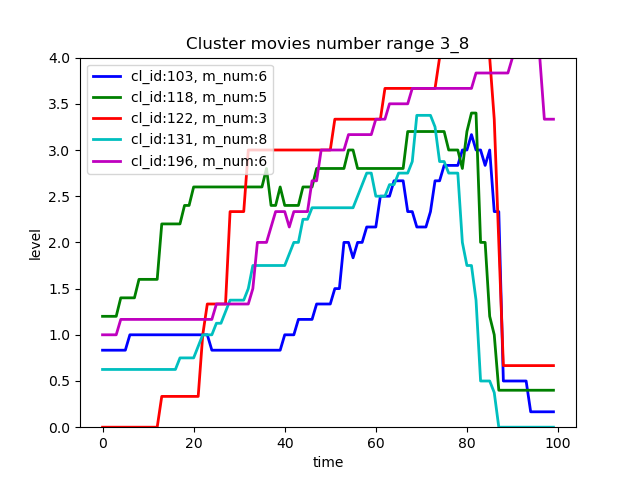 Cluster movies number range 3_8
cl_id:103, m_num:6
cl_id:118, m_num:5
cl_id:122, m_num:3
cl_id:131, m_num:8
cl_id:196, m_num:6
level
4.0
3.5
3.0
2.5
2.0
1.5
1.0
0.5
0.0
0 20 40 60 80 100
time